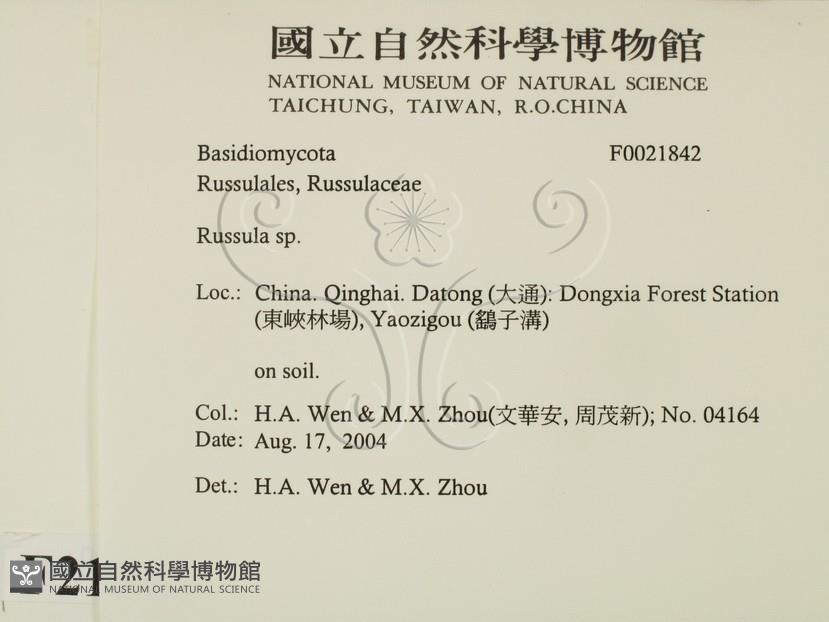 國立自然科學博物館
NATIONAL MUSEUM OF NATURAL SCIENCE
TAICHUNG, TAIWAN, R.O.CHINA
Basidiomycota F0021842
Russulales, Russulaceae
Russula sp.
Loc.: China. Qinghai. Datong (大通): Dongxia Forest Station
(東峽林場), Yaozigou (鷂子溝)
on soil.
Col.: H.A. Wen & M.X. Zhou(文華安, 周茂新); No. 04164
Date: Aug. 17, 2004
Det.: H.A. Wen & M.X. Zhou
F21
國立自然科學博物館
NATIONAL MUSEUM OF NATURAL SCIENCE